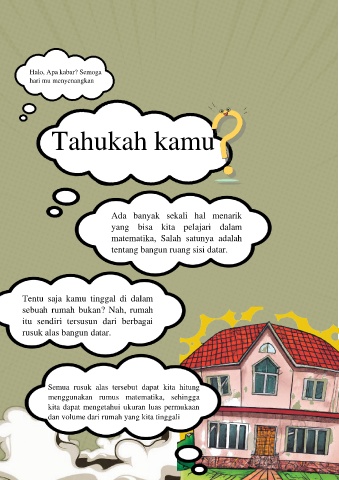 Halo, Apa kabar? Semoga
hari mu menyenangkan
Tahukah kamu?
Ada banyak sekali hal menarik
yang bisa kita pelajari dalam
matematika, Salah satunya adalah
tentang bangun ruang sisi datar.
Tentu saja kamu tinggal di dalam
sebuah rumah bukan? Nah, rumah
itu sendiri tersusun dari berbagai
rusuk alas bangun datar.
Semua rusuk alas tersebut dapat kita hitung
menggunakan rumus matematika, sehingga
kita dapat mengetahui ukuran luas permukaan
dan volume dari rumah yang kita tinggali